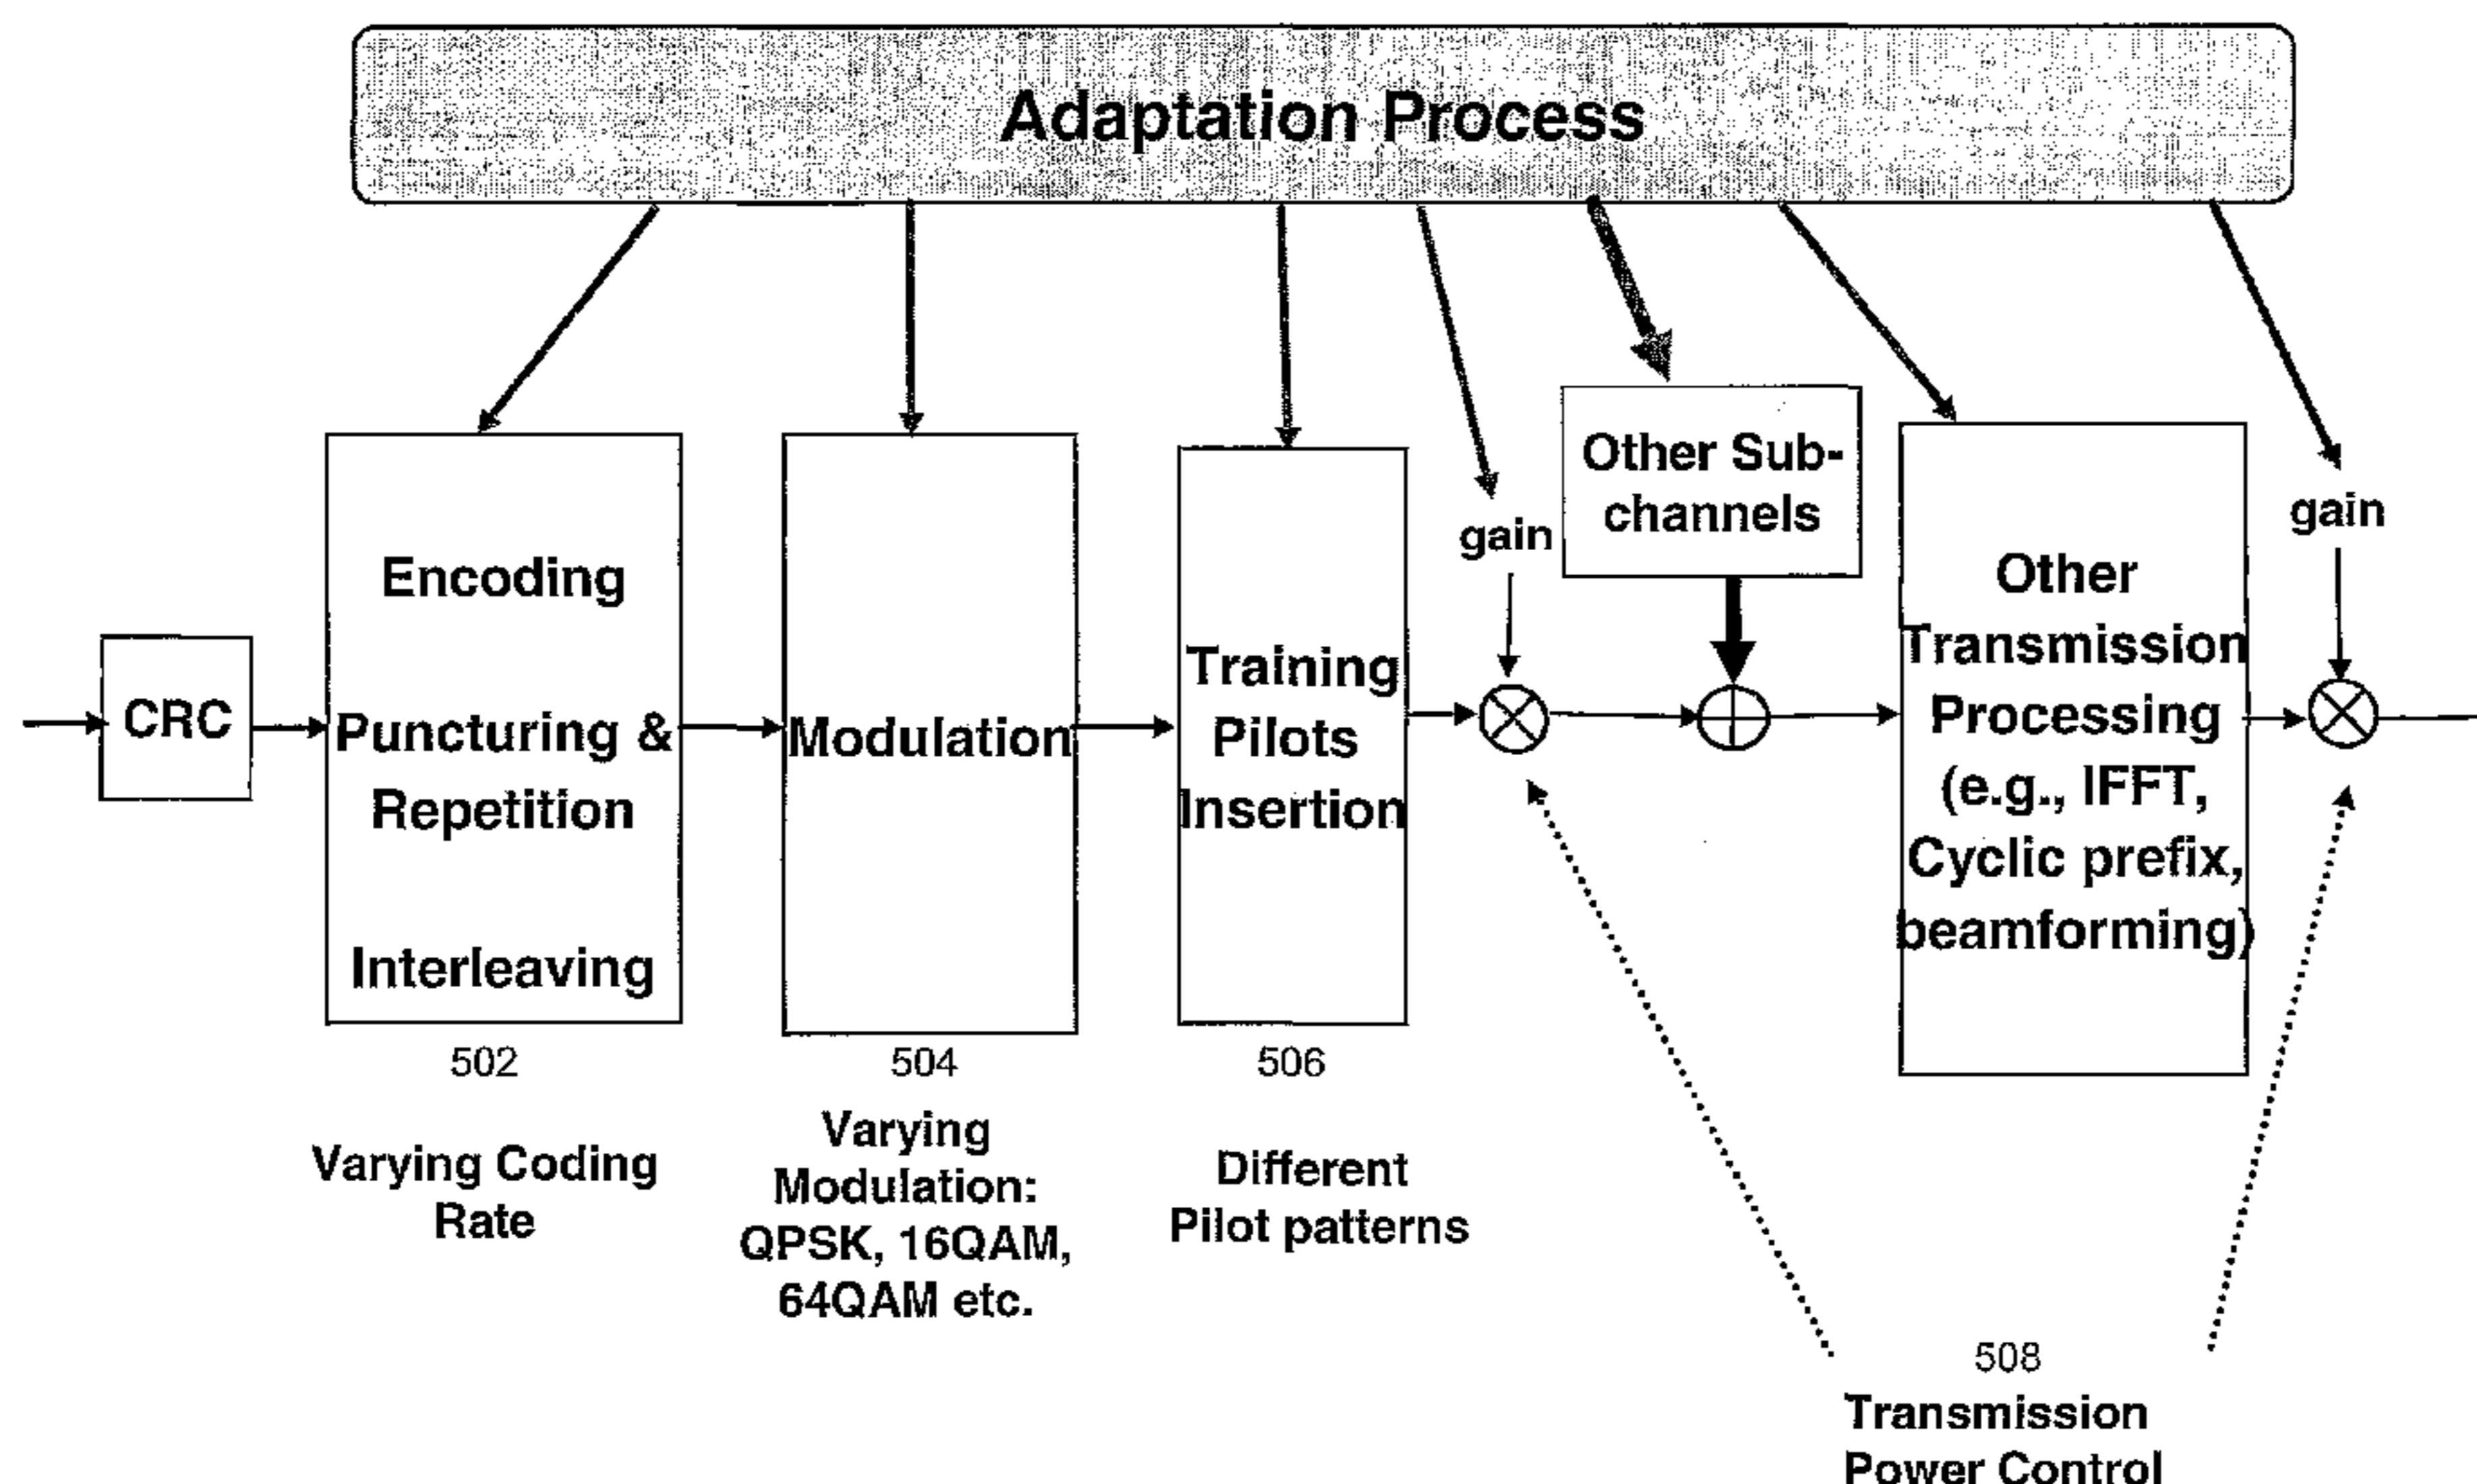 Adaptation Process
CRC
Encoding
Puncturing &
Repetition
Interleaving
502
Varying Coding
Rate
Modulation
504
Varying
Modulation:
QPSK, 16QAM,
64QAM etc.
Training
Pilots
Insertion
506
Different
Pilot patterns
gain
Other Sub-
channels
Other
Transmission
Processing
(e.g., IFFT,
Cyclic prefix,
beamforming)
gain
508
Transmission
Power Control